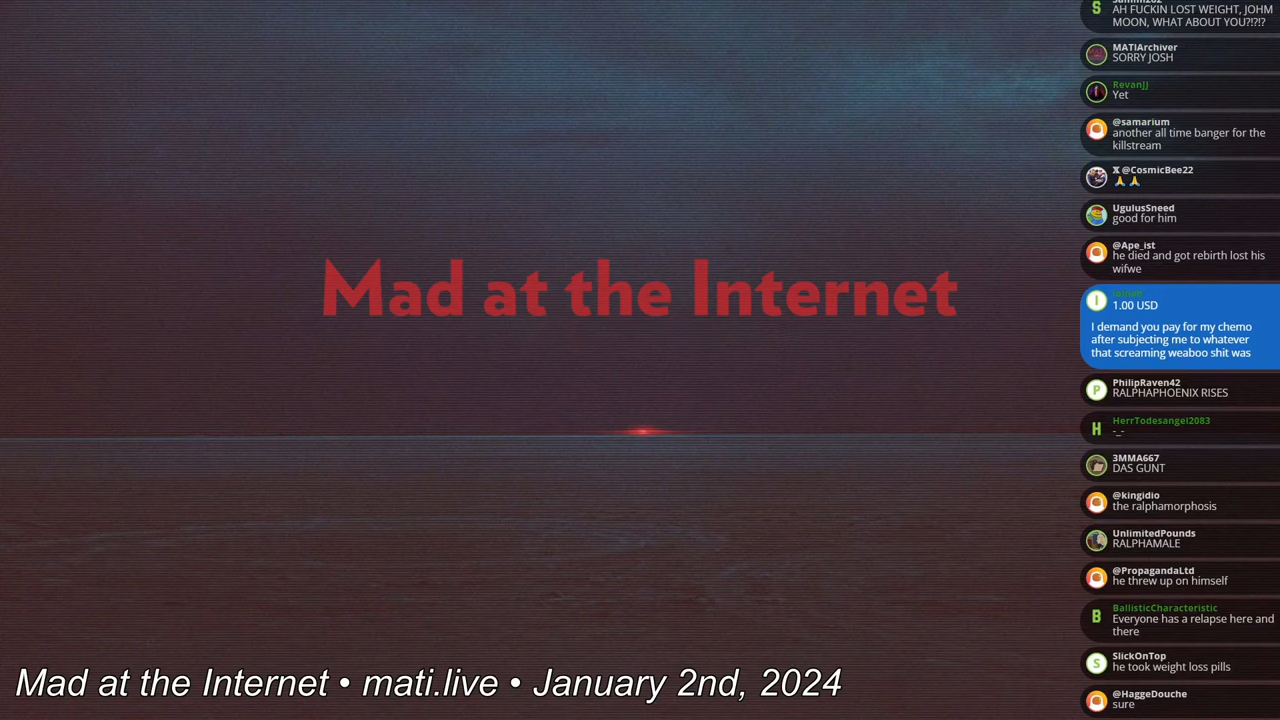 Mad at the Internet
AH FUCKIN LOST WEIGHT, JOHM
MOON, WHAT ABOUT YOU?!?!?
MATIArchiver
SORRY JOSH
RevanJJ
Yet
@samarium
another all time banger for the
killstream
𝕏 @CosmicBee22
🙏 🙏
UgulusSneed
good for him
@Ape_ist
he died and got rebirth lost his
wifwe
1.00 USD
I demand you pay for my chemo
after subjecting me to whatever
that screaming weaboo shit was
PhilipRaven42
RALPHAPHOENIX RISES
HerrTodesangel2083
-_-
3MMA667
DAS GUNT
@kingidio
the ralphamorphosis
UnlimitedPounds
RALPHAMALE
@PropagandaLtd
he threw up on himself
BallisticCharacteristic
Everyone has a relapse here and
there
SlickOnTop
he took weight loss pills
@HaggeDouche
sure
Mad at the Internet • mati.live • January 2nd, 2024